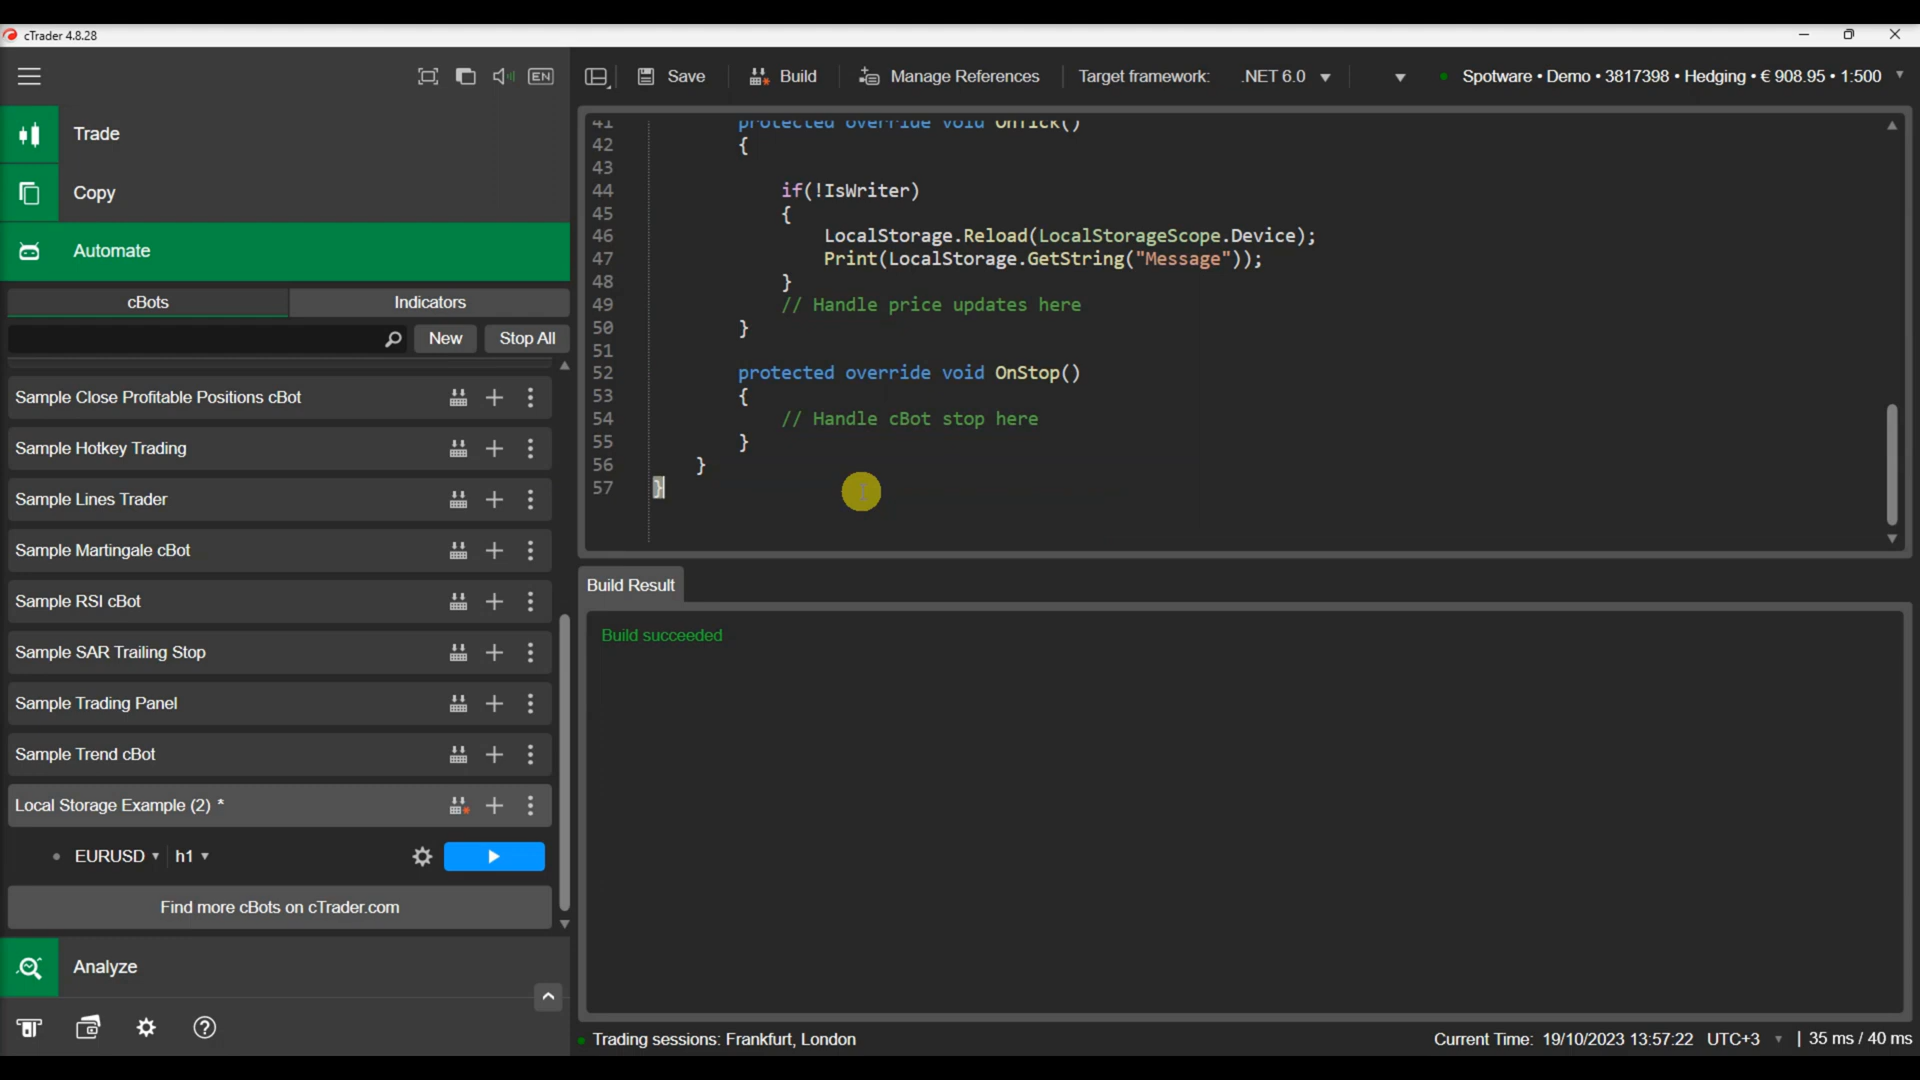 cTrader 4.8.28
EN
Save
Build
Manage References
Target framework:
.NET 6.0
Spotware • Demo • 3817398 • Hedging • € 908.95 • 1:500
Trade
Copy
Automate
cBots
Indicators
New
Stop All
Sample Close Profitable Positions cBot
Sample Hotkey Trading
Sample Lines Trader
Sample Martingale cBot
Sample RSI cBot
Sample SAR Trailing Stop
Sample Trading Panel
Sample Trend cBot
Local Storage Example (2) *
EURUSD h1
Find more cBots on cTrader.com
Analyze
41 protected override void OnTick()
42 {
43
44 if(!IsWriter)
45 {
46 LocalStorage.Reload(LocalStorageScope.Device);
47 Print(LocalStorage.GetString("Message"));
48 }
49 // Handle price updates here
50 }
51
52 protected override void OnStop()
53 {
54 // Handle cBot stop here
55 }
56 }
57 }
Build Result
Build succeeded
Trading sessions: Frankfurt, London
Current Time: 19/10/2023 13:57:22 UTC+3 | 35 ms / 40 ms